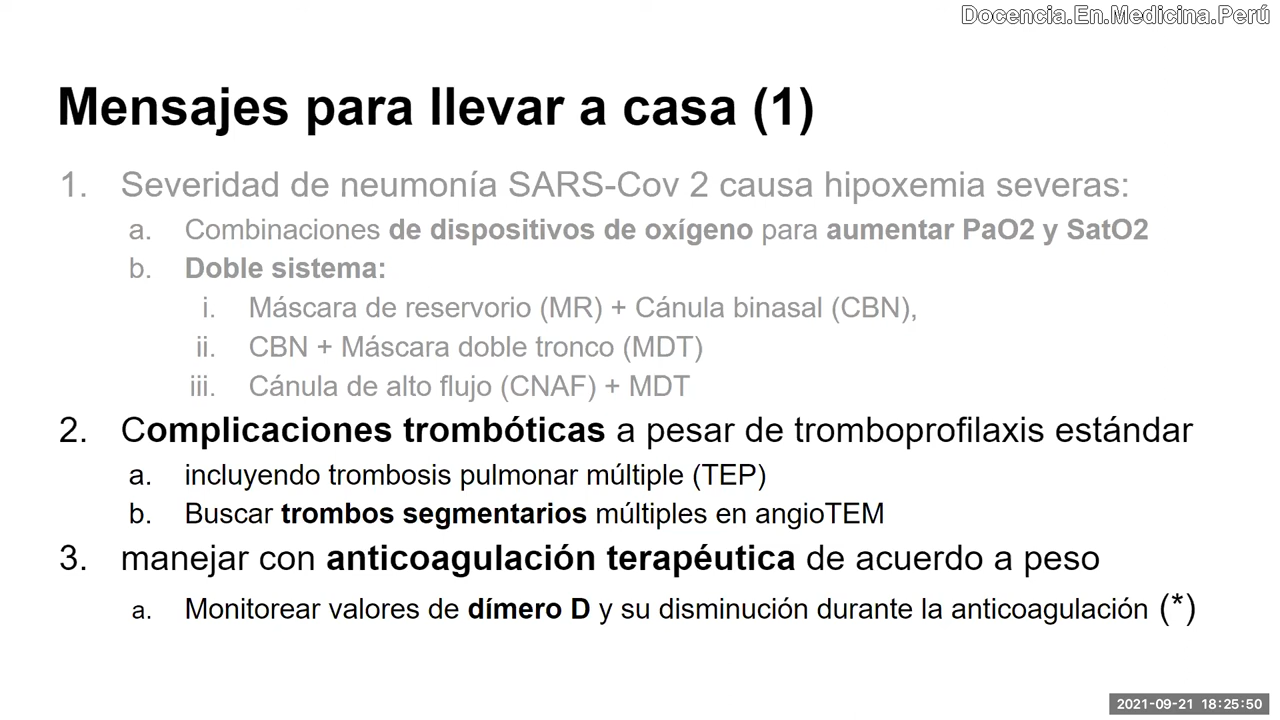 Docencia.En.Medicina.Perú
Mensajes para llevar a casa (1)
1. Severidad de neumonía SARS-Cov 2 causa hipoxemia severas:
a. Combinaciones de dispositivos de oxígeno para aumentar PaO2 y SatO2
b. Doble sistema:
i. Máscara de reservorio (MR) + Cánula binasal (CBN),
ii. CBN + Máscara doble tronco (MDT)
iii. Cánula de alto flujo (CNAF) + MDT
2. Complicaciones trombóticas a pesar de tromboprofilaxis estándar
a. incluyendo trombosis pulmonar múltiple (TEP)
b. Buscar trombos segmentarios múltiples en angioTEM
3. manejar con anticoagulación terapéutica de acuerdo a peso
a. Monitorear valores de dímero D y su disminución durante la anticoagulación (*)
2021-09-21 18:25:50